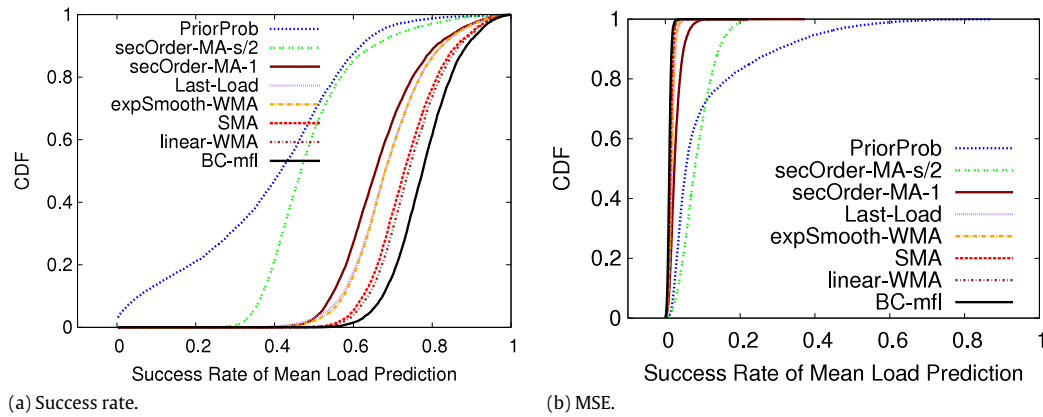 PriorProb
secOrder-MA-s/2
secOrder-MA-1
Last-Load
expSmooth-WMA
SMA
linear-WMA
BC-mfl
CDF
1
0.8
0.6
0.4
0.2
0
0 0.2 0.4 0.6 0.8 1
Success Rate of Mean Load Prediction
(a) Success rate.
PriorProb
secOrder-MA-s/2
secOrder-MA-1
Last-Load
expSmooth-WMA
SMA
linear-WMA
BC-mfl
CDF
1
0.8
0.6
0.4
0.2
0
0 0.2 0.4 0.6 0.8 1
Success Rate of Mean Load Prediction
(b) MSE.